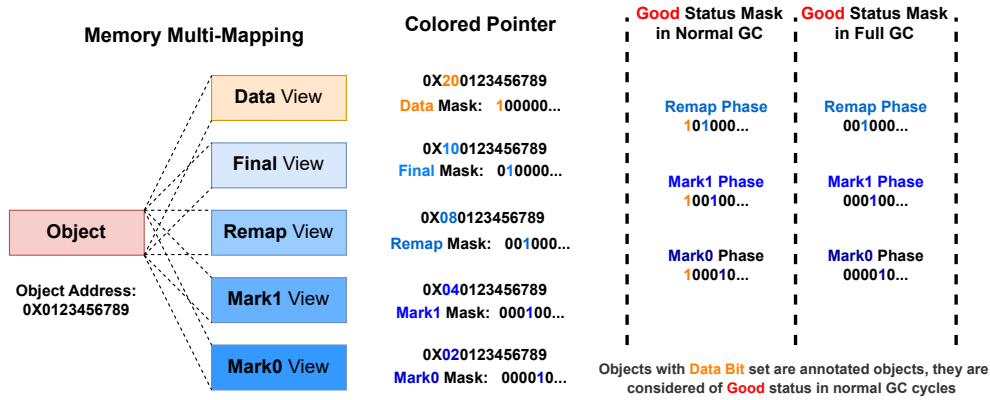 Memory Multi-Mapping
Data View
Final View
Remap View
Mark1 View
Mark0 View
Object
Object Address:
0X0123456789
Colored Pointer
0X200123456789
Data Mask: 100000...
0X100123456789
Final Mask: 010000...
0X080123456789
Remap Mask: 001000...
0X040123456789
Mark1 Mask: 000100...
0X020123456789
Mark0 Mask: 000010...
Good Status Mask
in Normal GC
Remap Phase
101000...
Mark1 Phase
100100...
Mark0 Phase
100010...
Good Status Mask
in Full GC
Remap Phase
001000...
Mark1 Phase
000100...
Mark0 Phase
000010...
Objects with Data Bit set are annotated objects, they are
considered of Good status in normal GC cycles